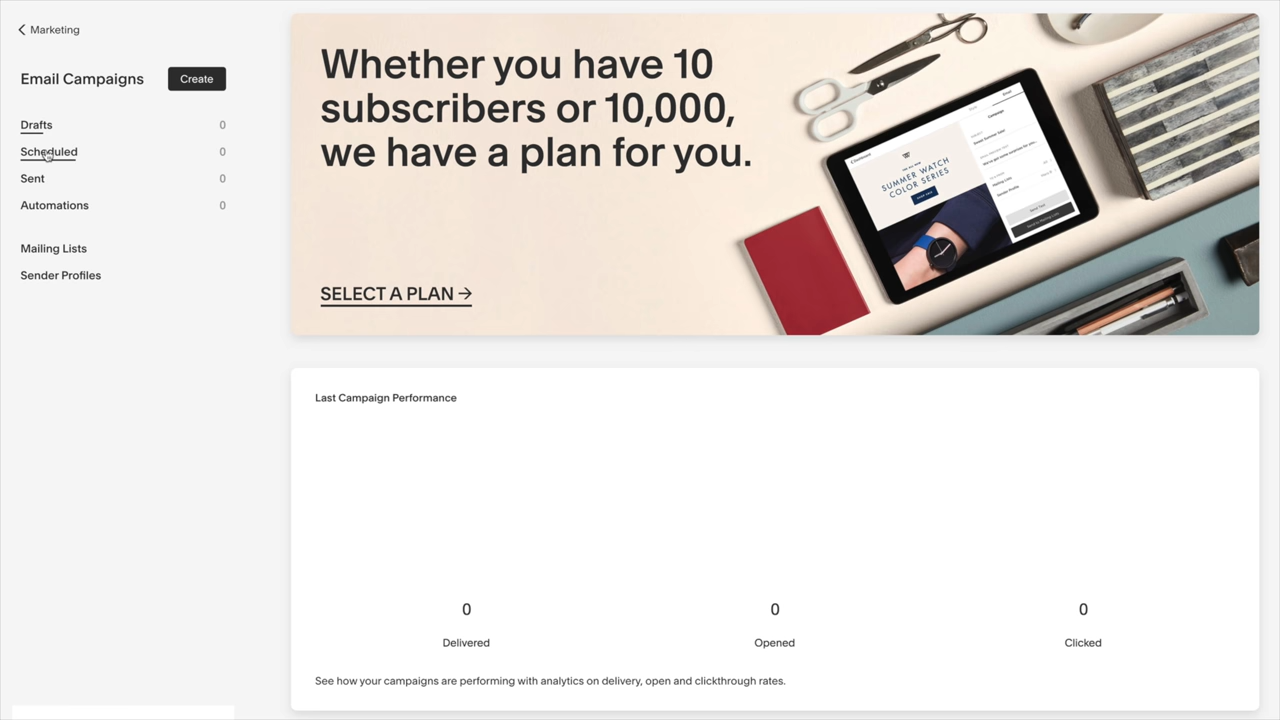 Marketing
Email Campaigns
Create
Drafts 0
Scheduled 0
Sent 0
Automations 0
Mailing Lists
Sender Profiles
Whether you have 10
subscribers or 10,000,
we have a plan for you.
SELECT A PLAN →
Dashboard
SUMMER WATCH
COLOR SERIES
Campaign
Last Campaign Performance
0
Delivered
0
Opened
0
Clicked
See how your campaigns are performing with analytics on delivery, open and clickthrough rates.